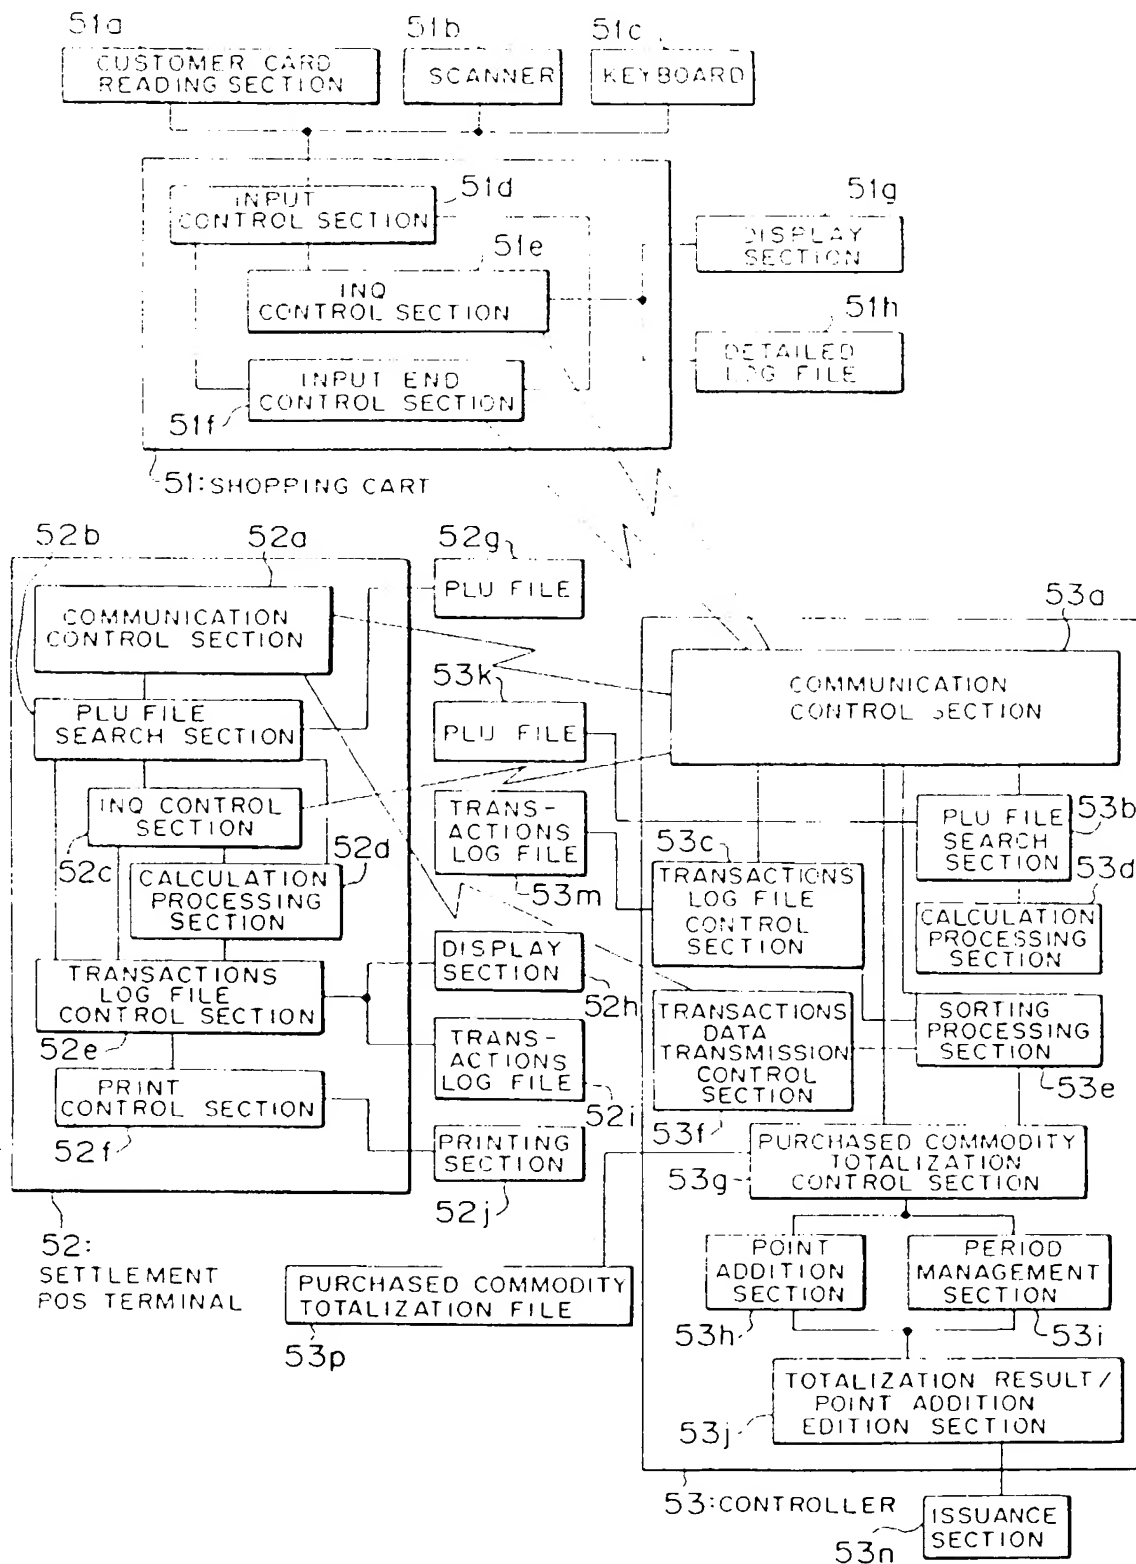 51a
51b
51c
CUSTOMER CARD
READING SECTION
SCANNER
KEYBOARD
51d
INPUT
CONTROL SECTION
51e
INQ
CONTROL SECTION
51g
DISPLAY
SECTION
51h
DETAILED
LOG FILE
INPUT END
CONTROL SECTION
51f
51:SHOPPING CART
52b
52a
52g
COMMUNICATION
CONTROL SECTION
PLU FILE
53a
COMMUNICATION
CONTROL SECTION
PLU FILE
SEARCH SECTION
53k
PLU FILE
INQ CONTROL
SECTION
52c
52d
CALCULATION
PROCESSING
SECTION
TRANS-
ACTIONS
LOG FILE
53m
53c
TRANSACTIONS
LOG FILE
CONTROL
SECTION
PLU FILE
SEARCH
SECTION
53b
53d
CALCULATION
PROCESSING
SECTION
TRANSACTIONS
LOG FILE
CONTROL SECTION
52e
DISPLAY
SECTION
52h
TRANSACTIONS
DATA
TRANSMISSION
CONTROL
SECTION
53f
SORTING
PROCESSING
SECTION
53e
PRINT
CONTROL SECTION
52f
TRANS-
ACTIONS
LOG FILE
52i
PRINTING
SECTION
52j
PURCHASED COMMODITY
TOTALIZATION
CONTROL SECTION
53g
52:
SETTLEMENT
POS TERMINAL
PURCHASED COMMODITY
TOTALIZATION FILE
53p
POINT
ADDITION
SECTION
53h
PERIOD
MANAGEMENT
SECTION
53i
TOTALIZATION RESULT/
POINT ADDITION
EDITION SECTION
53j
53:CONTROLLER
ISSUANCE
SECTION
53n